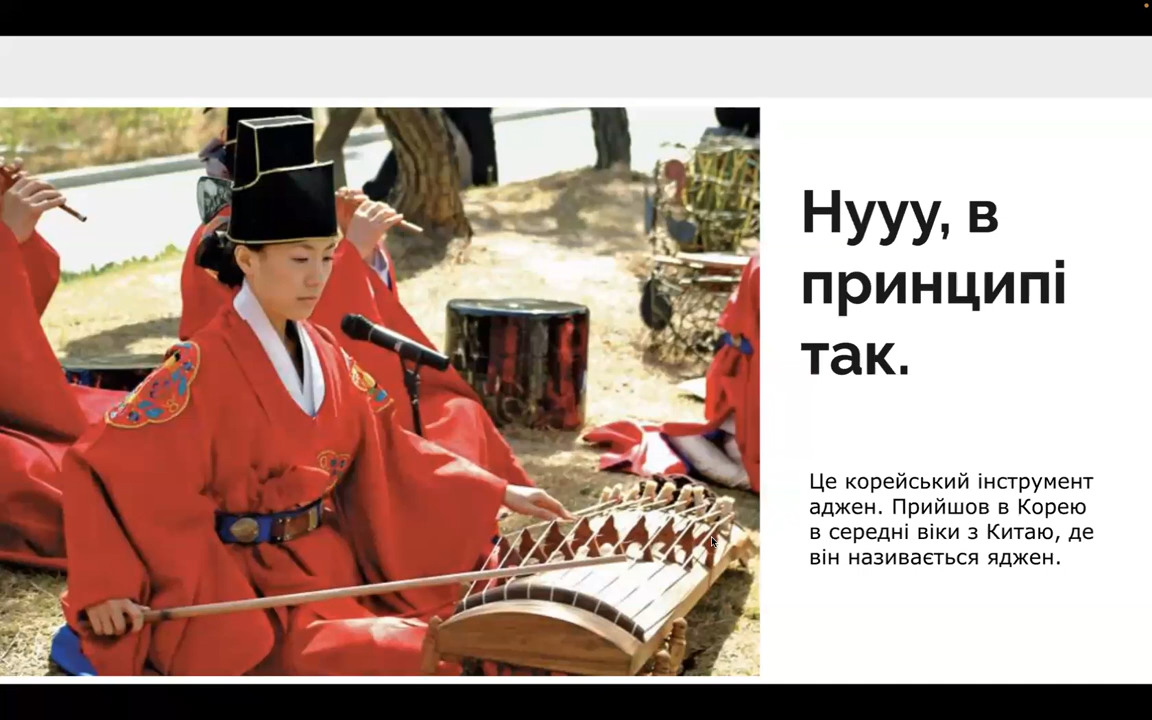 Нууу, в
принципі
так.
Це корейський інструмент
аджен. Прийшов в Корею
в середні віки з Китаю, де
він називається яджен.